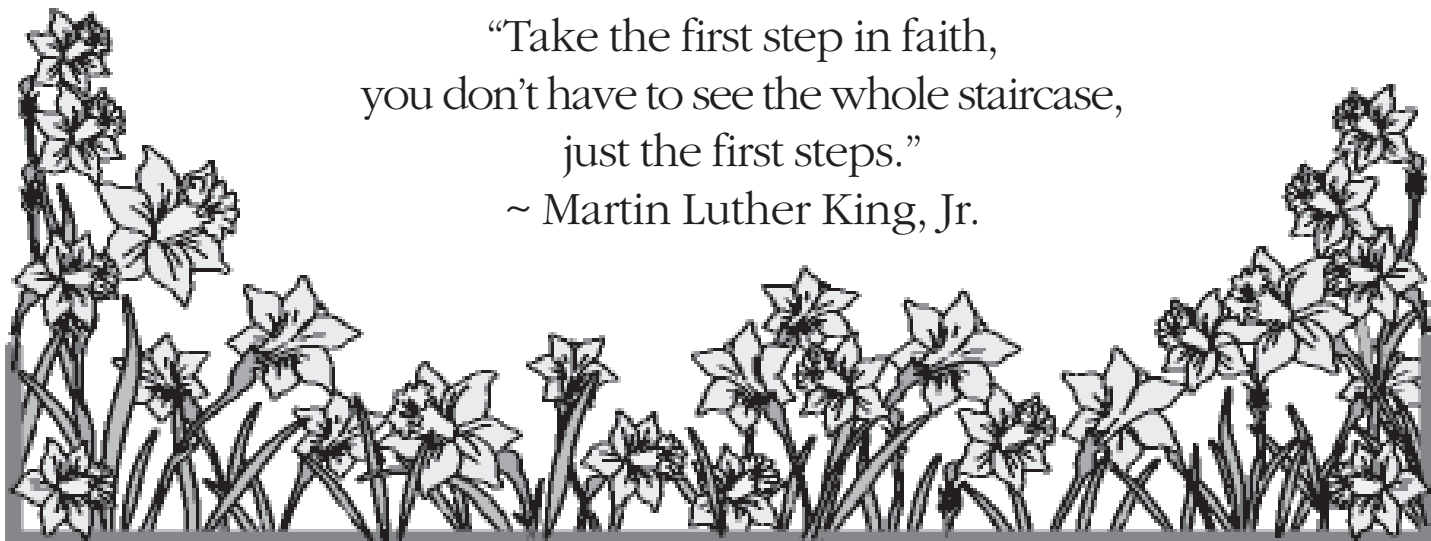 “Take the first step in faith,
you don’t have to see the whole staircase,
just the first steps.”
~ Martin Luther King, Jr.